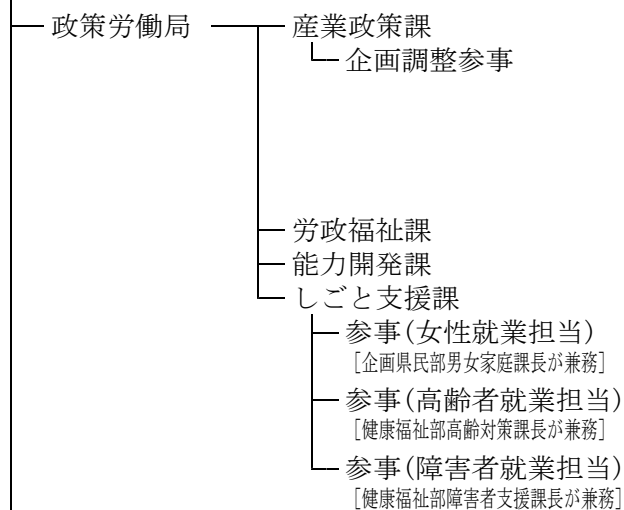 政策労働局
産業政策課
企画調整参事
労政福祉課
能力開発課
しごと支援課
参事(女性就業担当)
[企画県民部男女家庭課長が兼務]
参事(高齢者就業担当)
[健康福祉部高齢対策課長が兼務]
参事(障害者就業担当)
[健康福祉部障害者支援課長が兼務]